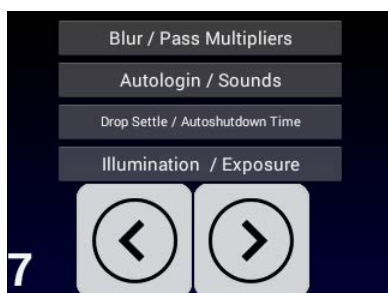 Blur / Pass Multipliers
Autologin / Sounds
Drop Settle / Autoshutdown Time
Illumination / Exposure
7